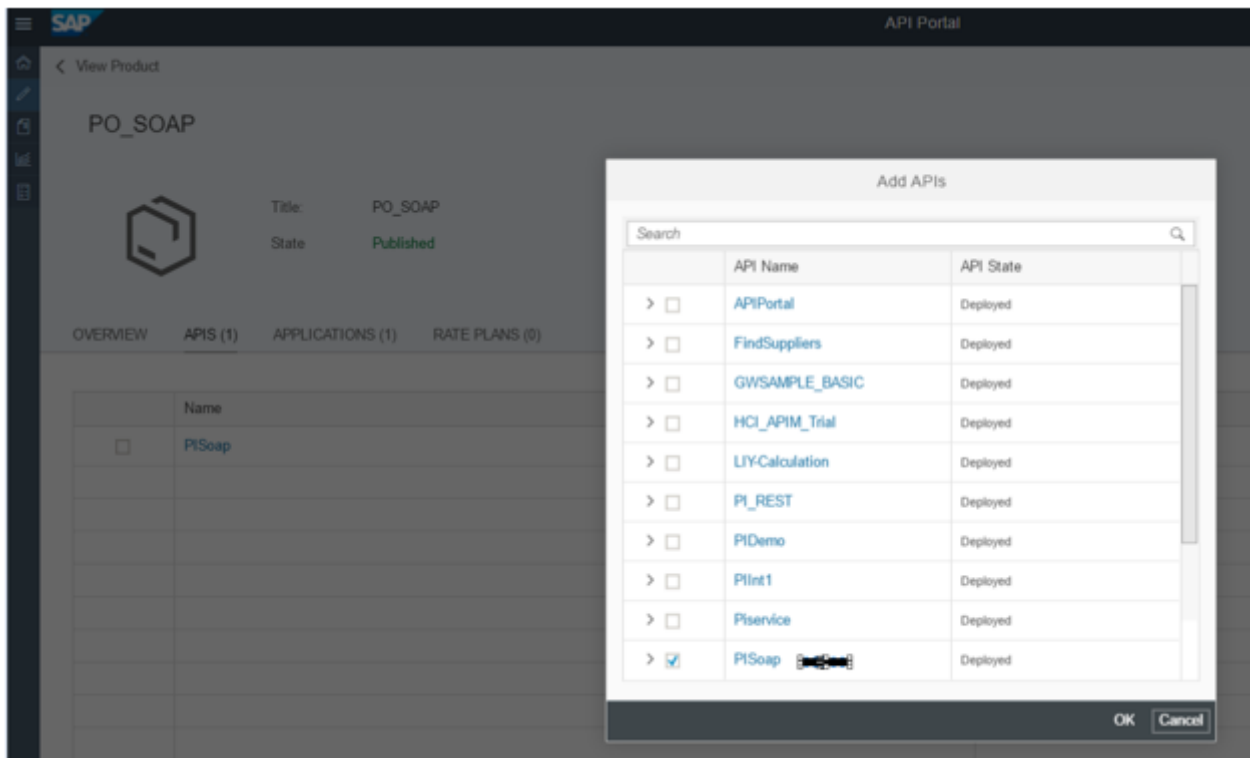 SAP
API Portal
View Product
PO_SOAP
Title: PO_SOAP
State Published
OVERVIEW APIS (1) APPLICATIONS (1) RATE PLANS (0)
Name
PISoap
Add APIs
Search
API Name API State
APIPortal Deployed
FindSuppliers Deployed
GWSAMPLE_BASIC Deployed
HCI_APIM_Trial Deployed
LIY-Calculation Deployed
PI_REST Deployed
PIDemo Deployed
PIInt1 Deployed
Piservice Deployed
PISoap Deployed
OK Cancel